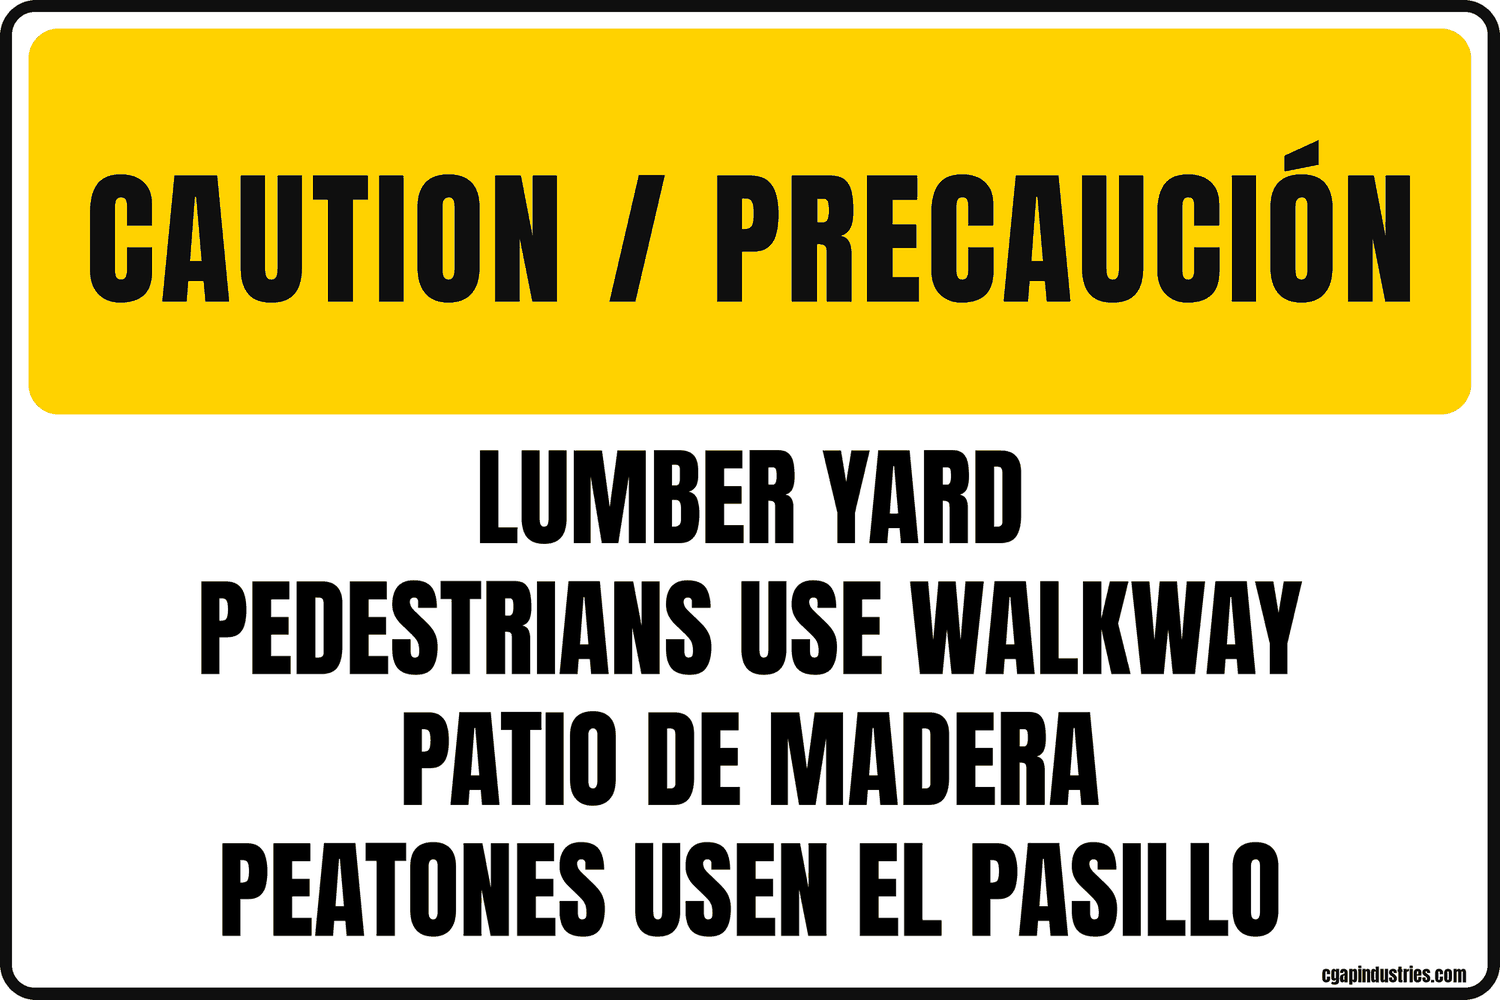 CAUTION / PRECAUCIÓN
LUMBER YARD
PEDESTRIANS USE WALKWAY
PATIO DE MADERA
PEATONES USEN EL PASILLO
cgapindustries.com